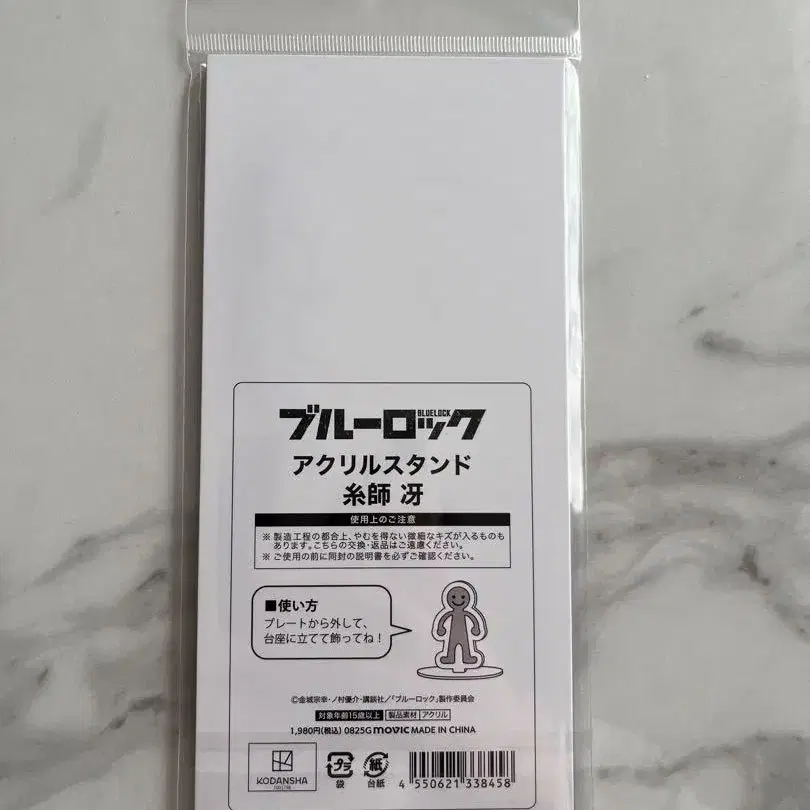 ブルーロック
BLUELOCK
アクリルスタンド
糸師 冴
使用上のご注意
※ 製造工程の都合上、やむを得ない微細なキズが入るものも
あります。こちらの交換・返品はご遠慮ください。
※ ご使用の前に同封の説明書を必ずご確認ください。
■使い方
プレートから外して、
台座に立てて飾ってね！
©金城宗幸・ノ村優介・講談社／「ブルーロック」製作委員会
対象年齢15歳以上 製品素材 アクリル
1,980円(税込) 0825G movic MADE IN CHINA
KODANSHA
プラ
袋
紙
台紙
4 550621 338458